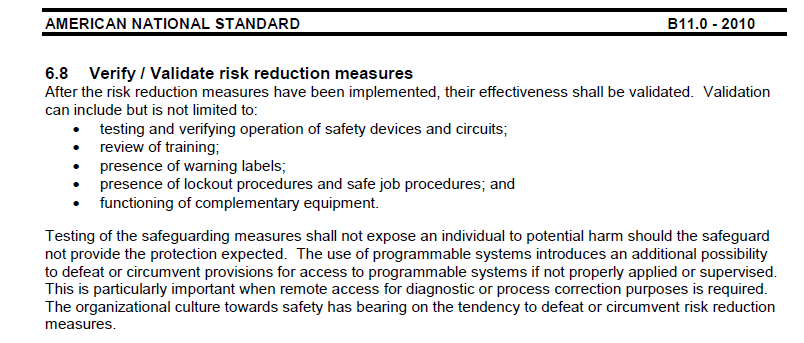 AMERICAN NATIONAL STANDARD B11.0 - 2010
6.8 Verify / Validate risk reduction measures
After the risk reduction measures have been implemented, their effectiveness shall be validated. Validation
can include but is not limited to:
• testing and verifying operation of safety devices and circuits;
• review of training;
• presence of warning labels;
• presence of lockout procedures and safe job procedures; and
• functioning of complementary equipment.
Testing of the safeguarding measures shall not expose an individual to potential harm should the safeguard
not provide the protection expected. The use of programmable systems introduces an additional possibility
to defeat or circumvent provisions for access to programmable systems if not properly applied or supervised.
This is particularly important when remote access for diagnostic or process correction purposes is required.
The organizational culture towards safety has bearing on the tendency to defeat or circumvent risk reduction
measures.